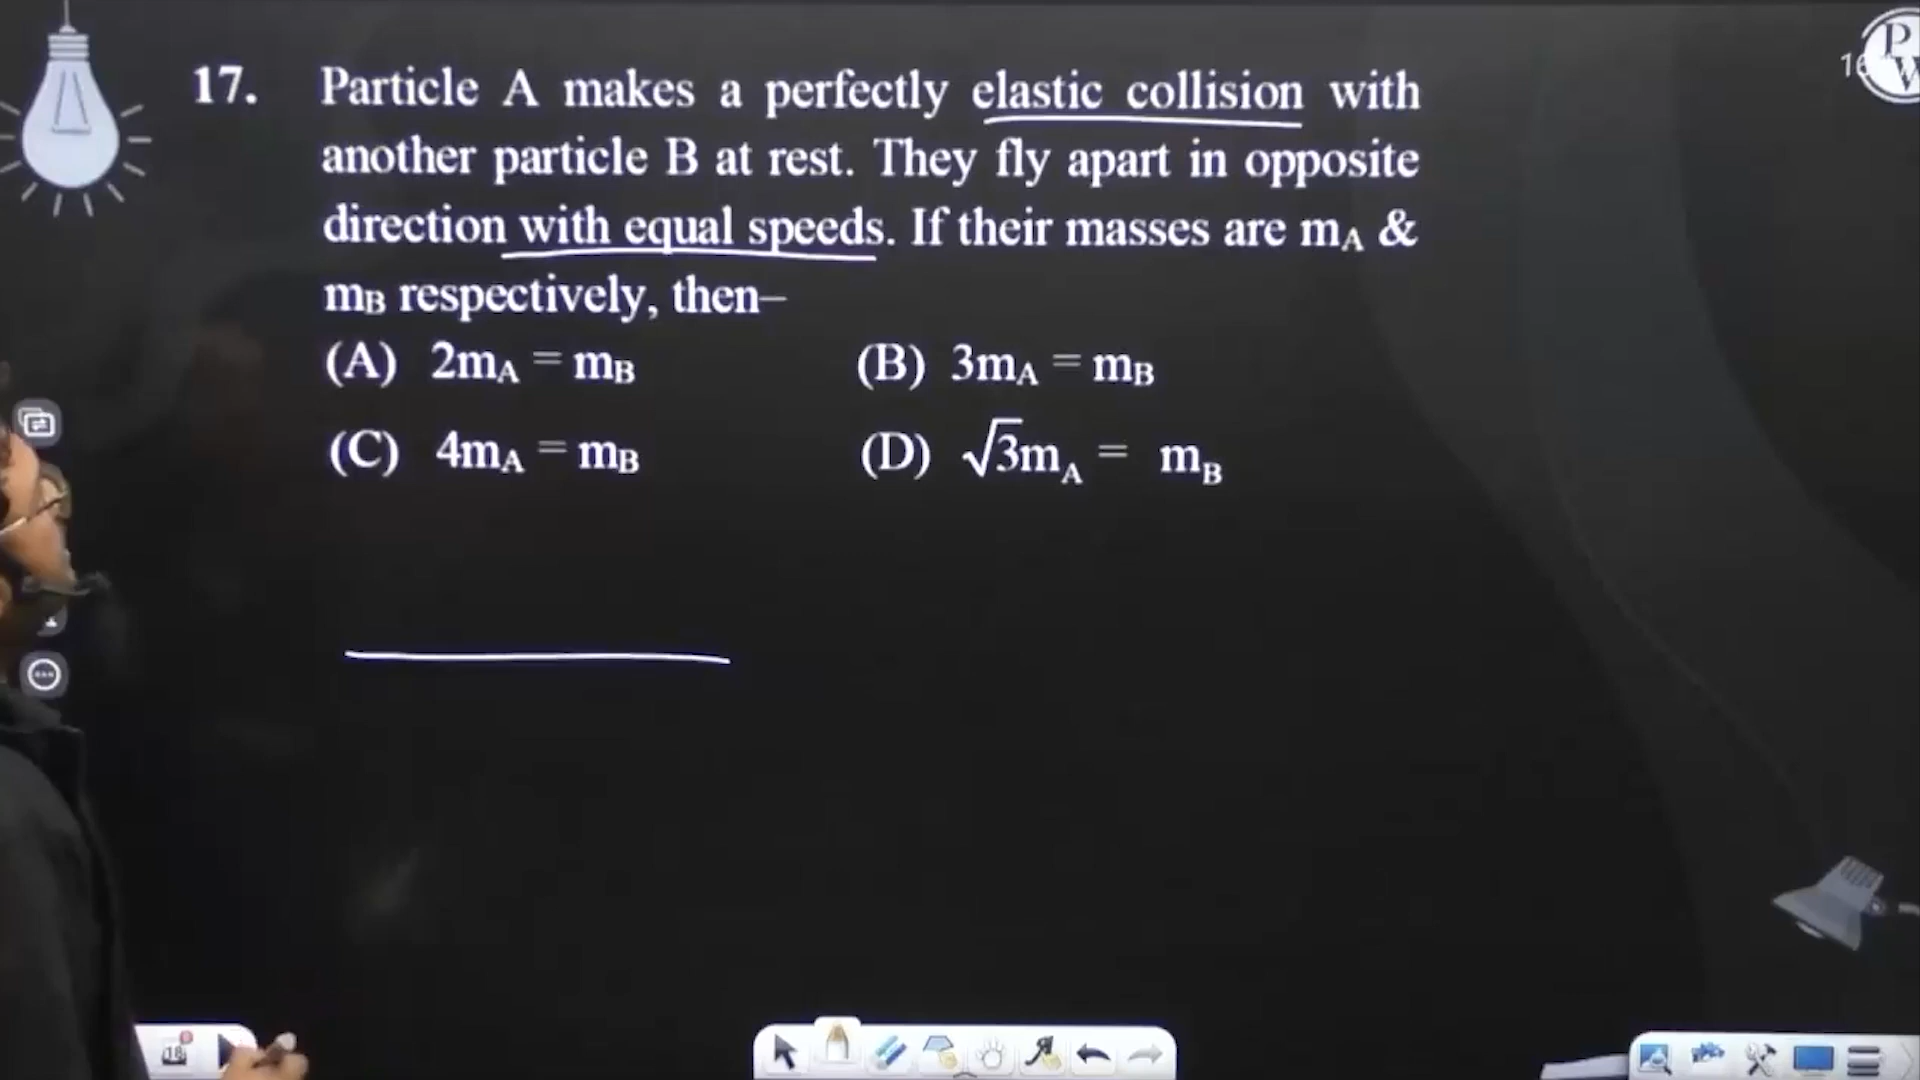 17. Particle A makes a perfectly elastic collision with
another particle B at rest. They fly apart in opposite
direction with equal speeds. If their masses are mA &
mB respectively, then–
(A) 2mA = mB (B) 3mA = mB
(C) 4mA = mB (D) √3mA = mB
P
W
18